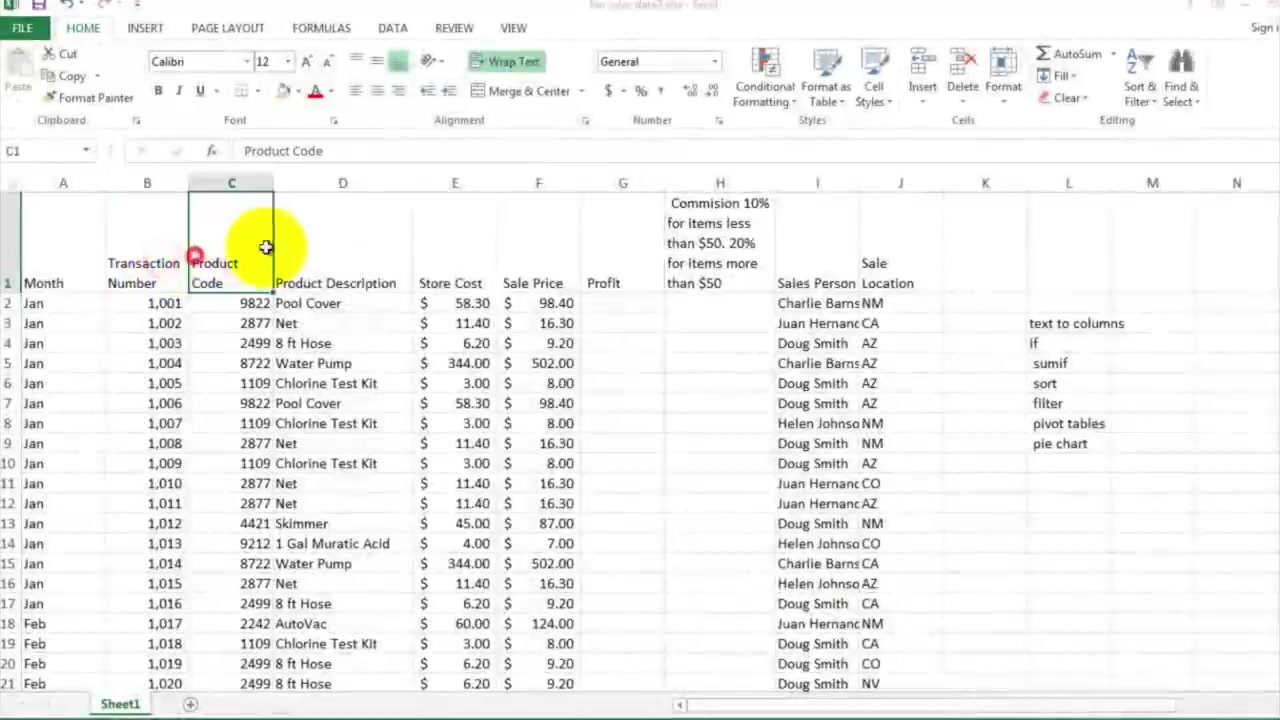 FILE HOME INSERT PAGE LAYOUT FORMULAS DATA REVIEW VIEW Sign
Cut
Copy
Format Painter
Paste
Clipboard
Calibri 12
B I U A
Font
Wrap Text
Merge & Center
Alignment
General
$ % ,
Number
Conditional Formatting
Format as Table
Cell Styles
Styles
Insert Delete Format
Cells
AutoSum
Fill
Clear
Sort & Filter
Find & Select
Editing
C1 fx Product Code
A B C D E F G H I J K L M N
1 Month Transaction Number Product Code Product Description Store Cost Sale Price Profit Commision 10% for items less than $50. 20% for items more than $50 Sales Person Sale Location
2 Jan 1,001 9822 Pool Cover $ 58.30 $ 98.40 Charlie Barns NM
3 Jan 1,002 2877 Net $ 11.40 $ 16.30 Juan Hernanc CA text to columns
4 Jan 1,003 2499 8 ft Hose $ 6.20 $ 9.20 Doug Smith AZ if
5 Jan 1,004 8722 Water Pump $ 344.00 $ 502.00 Charlie Barns AZ sumif
6 Jan 1,005 1109 Chlorine Test Kit $ 3.00 $ 8.00 Doug Smith AZ sort
7 Jan 1,006 9822 Pool Cover $ 58.30 $ 98.40 Doug Smith AZ filter
8 Jan 1,007 1109 Chlorine Test Kit $ 3.00 $ 8.00 Helen Johnso NM pivot tables
9 Jan 1,008 2877 Net $ 11.40 $ 16.30 Doug Smith NM pie chart
10 Jan 1,009 1109 Chlorine Test Kit $ 3.00 $ 8.00 Doug Smith AZ
11 Jan 1,010 2877 Net $ 11.40 $ 16.30 Juan Hernanc CO
12 Jan 1,011 2877 Net $ 11.40 $ 16.30 Juan Hernanc AZ
13 Jan 1,012 4421 Skimmer $ 45.00 $ 87.00 Doug Smith NM
14 Jan 1,013 9212 1 Gal Muratic Acid $ 4.00 $ 7.00 Helen Johnso CO
15 Jan 1,014 8722 Water Pump $ 344.00 $ 502.00 Charlie Barns CA
16 Jan 1,015 2877 Net $ 11.40 $ 16.30 Helen Johnso AZ
17 Jan 1,016 2499 8 ft Hose $ 6.20 $ 9.20 Doug Smith CA
18 Feb 1,017 2242 AutoVac $ 60.00 $ 124.00 Juan Hernanc NM
19 Feb 1,018 1109 Chlorine Test Kit $ 3.00 $ 8.00 Doug Smith CA
20 Feb 1,019 2499 8 ft Hose $ 6.20 $ 9.20 Doug Smith CO
21 Feb 1,020 2499 8 ft Hose $ 6.20 $ 9.20 Doug Smith NV
Sheet1